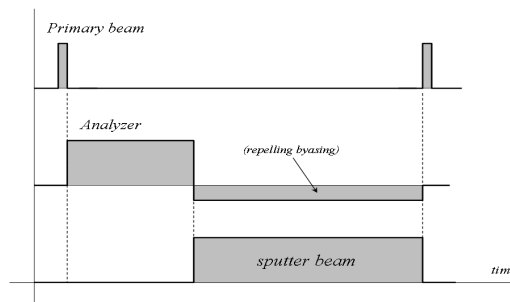 Primary beam
Analyzer
(repelling byasing)
sputter beam
tim